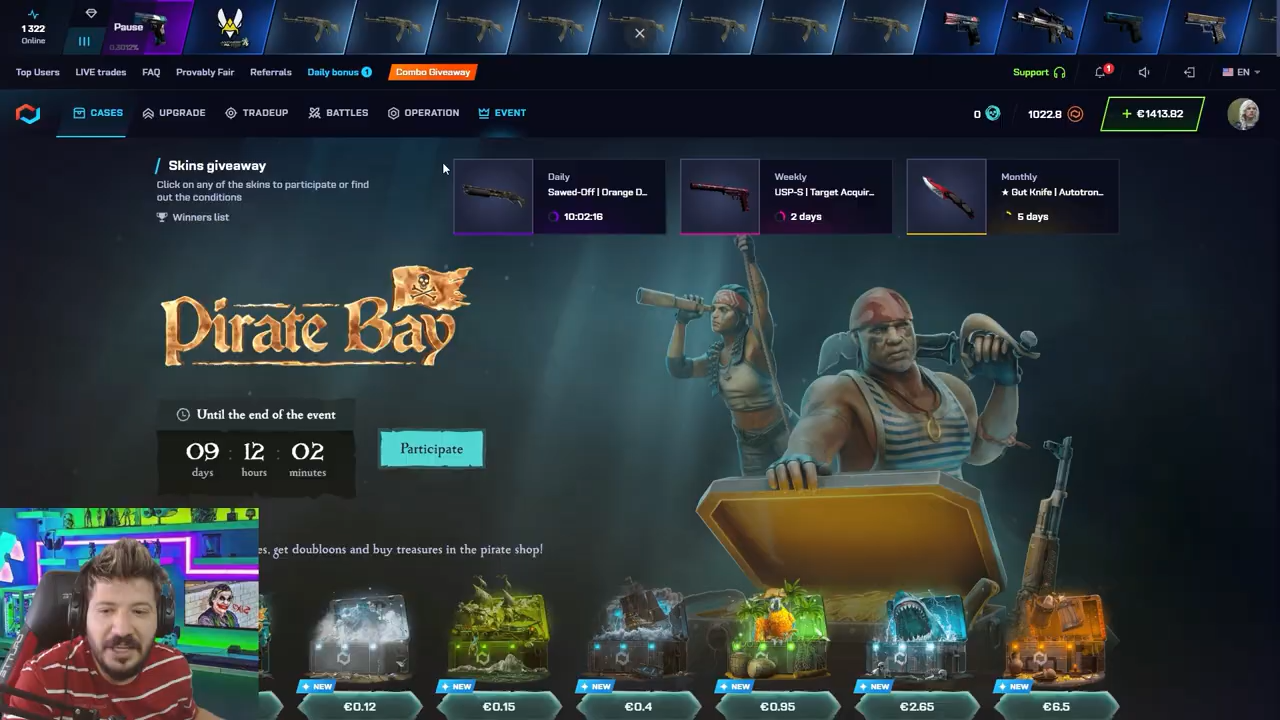 1 322
Online
Pause
0.3012%
Top Users
LIVE trades
FAQ
Provably Fair
Referrals
Daily bonus 1
Combo Giveaway
Support
1
EN
CASES
UPGRADE
TRADEUP
BATTLES
OPERATION
EVENT
0
1022.8
+ €1413.82
Skins giveaway
Click on any of the skins to participate or find
out the conditions
Winners list
Daily
Sawed-Off | Orange D...
10:02:16
Weekly
USP-S | Target Acquir...
2 days
Monthly
★ Gut Knife | Autotron...
5 days
Pirate Bay
Until the end of the event
09 : 12 : 02
days hours minutes
Participate
es, get doubloons and buy treasures in the pirate shop!
NEW
€0.12
NEW
€0.15
NEW
€0.4
NEW
€0.95
NEW
€2.65
NEW
€6.5